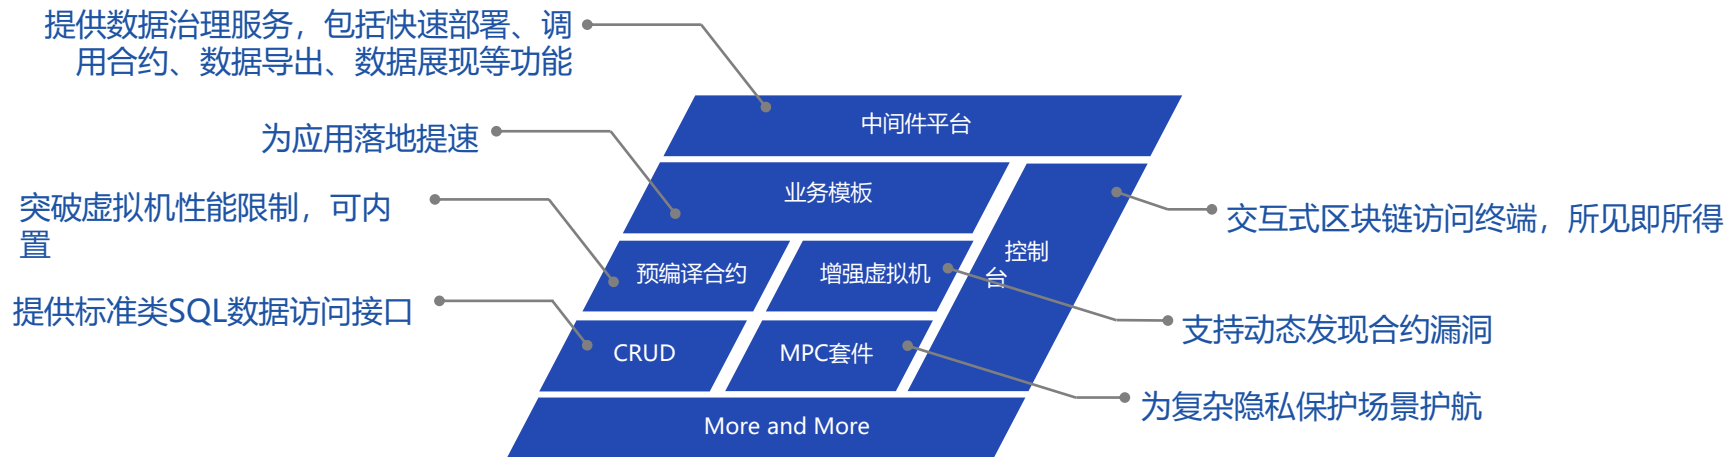 提供数据治理服务，包括快速部署、调
用合约、数据导出、数据展现等功能
中间件平台
为应用落地提速
业务模板
突破虚拟机性能限制，可内
置
交互式区块链访问终端，所见即所得
控制
台
预编译合约
增强虚拟机
提供标准类SQL数据访问接口
支持动态发现合约漏洞
CRUD
MPC套件
为复杂隐私保护场景护航
More and More